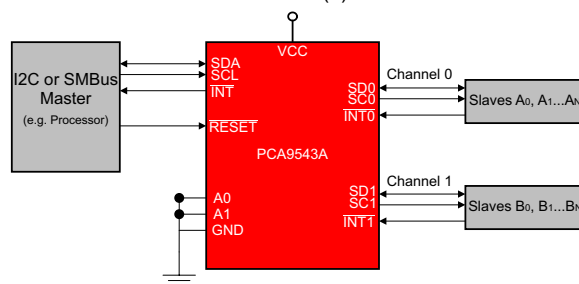 VCC
I2C or SMBus
Master
(e.g. Processor)
SDA
SCL
INT
RESET
PCA9543A
A0
A1
GND
SD0
SC0
INT0
Channel 0
Slaves A0, A1...AN
SD1
SC1
INT1
Channel 1
Slaves B0, B1...BN